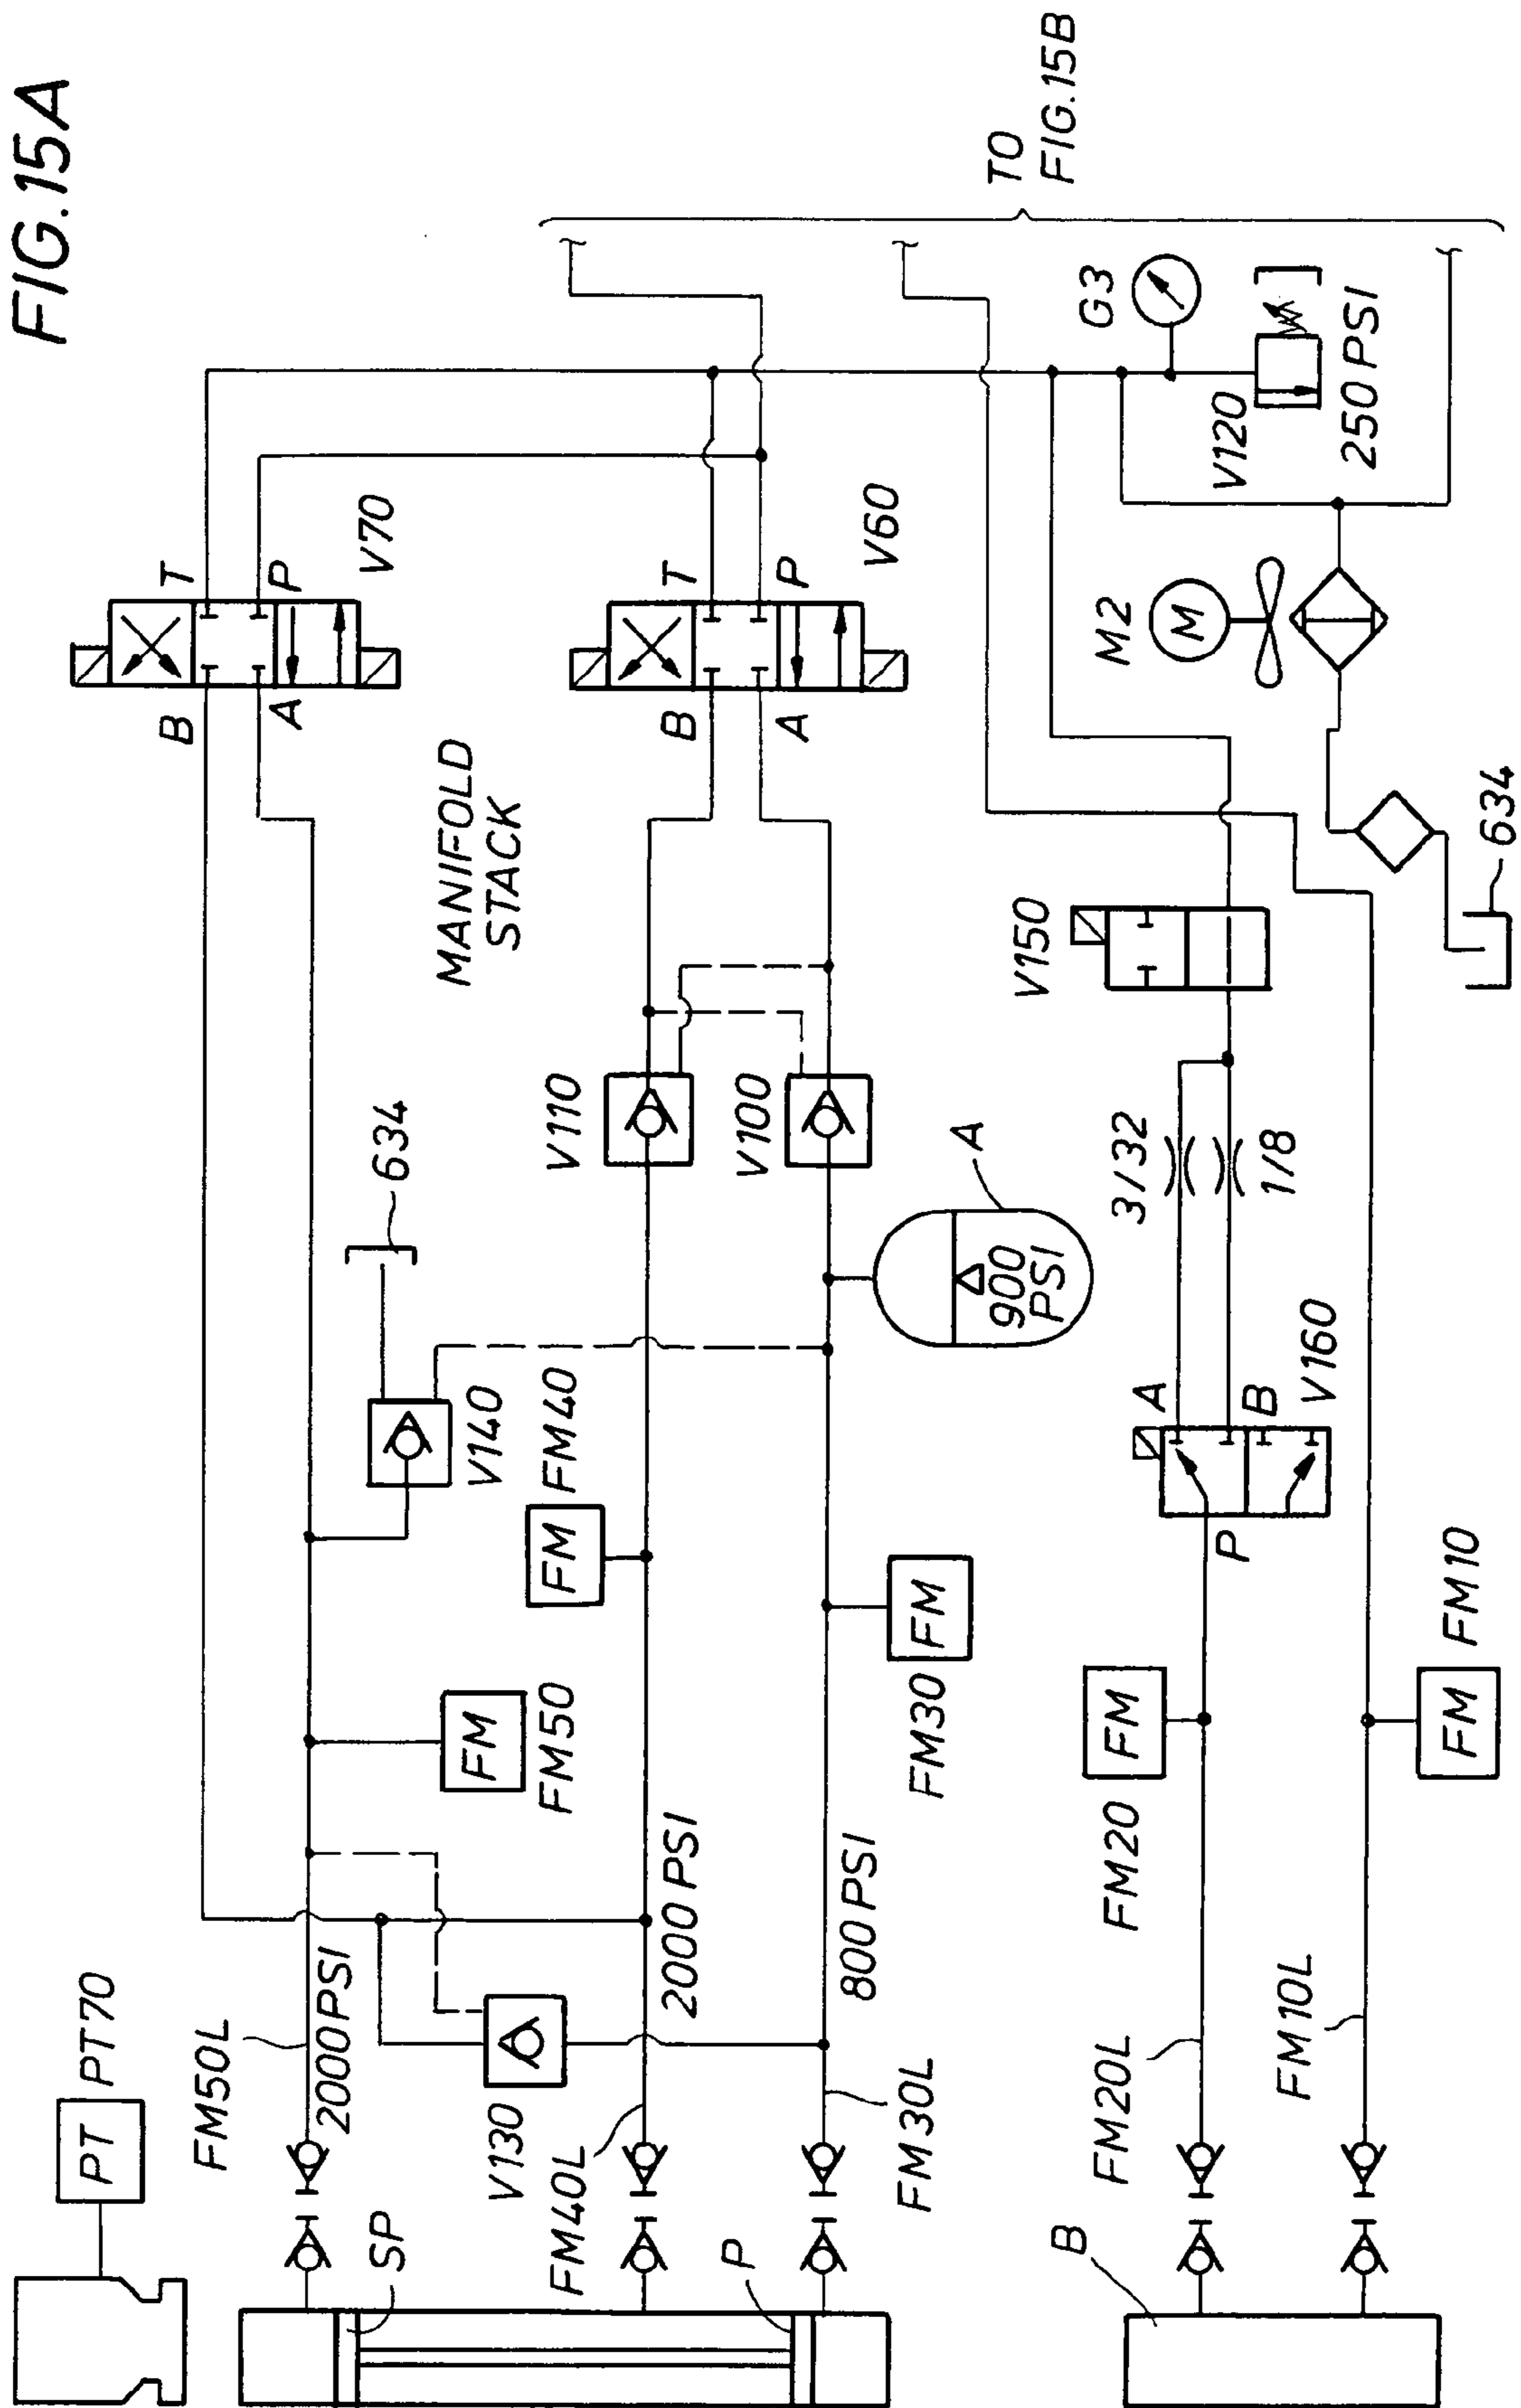 FIG.15A
PT
PT70
FM50L
2000 PSI
SP
V130
FM40L
P
FM30L
2000 PSI
800 PSI
FM
FM50
FM
FM40
FM
FM30
V140
634
MANIFOLD
STACK
V110
V100
A
900
PSI
B
A
T
P
V70
B
A
T
P
V60
TO
FIG.15B
G3
V120
250 PSI
M2
M
634
V150
3/32
1/8
A
B
P
V160
FM
FM20
FM
FM10
FM20L
FM10L
B